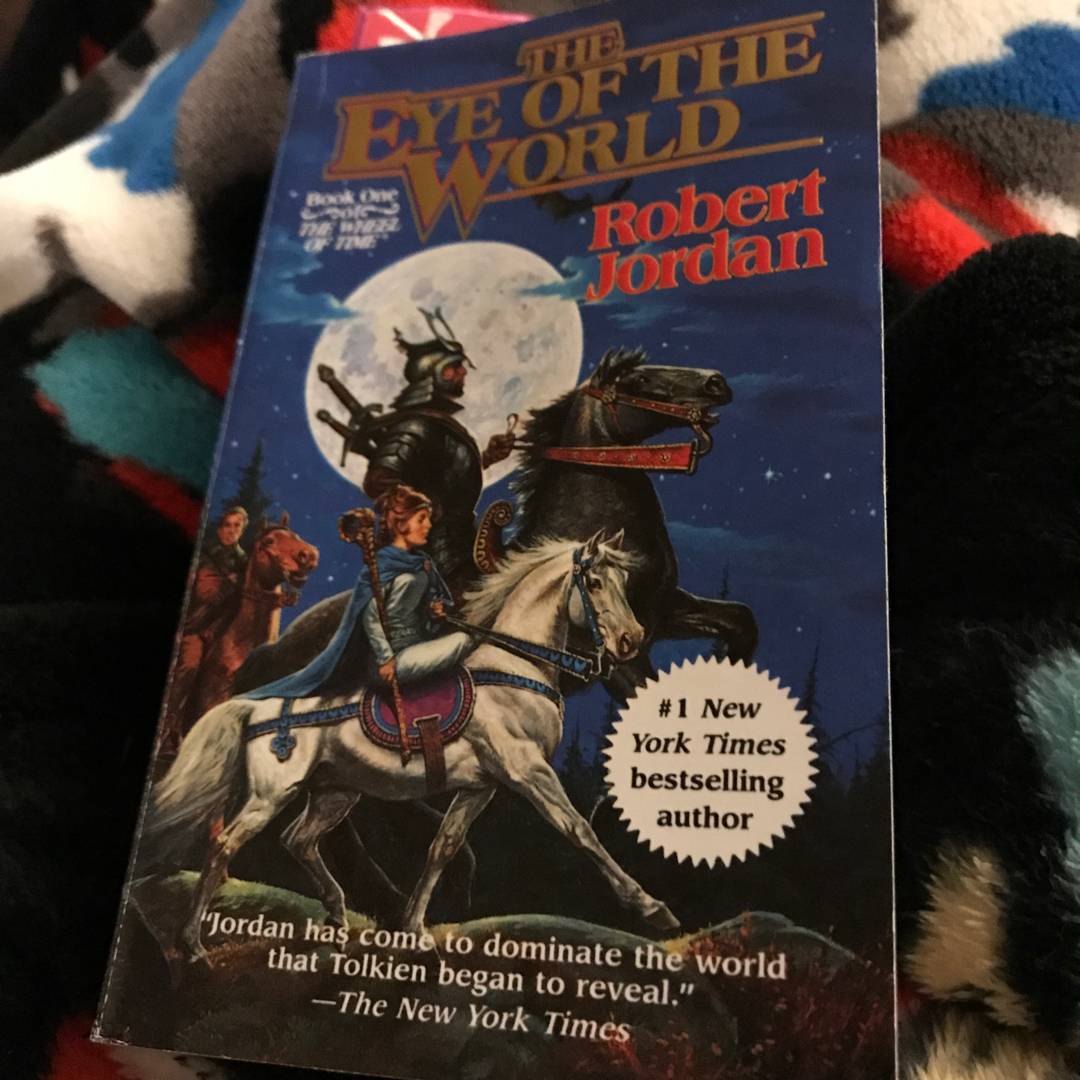 THE
EYE OF THE
WORLD
Book One
of
THE WHEEL
OF TIME
Robert
Jordan
#1 New
York Times
bestselling
author
"Jordan has come to dominate the world
that Tolkien began to reveal."
—The New York Times